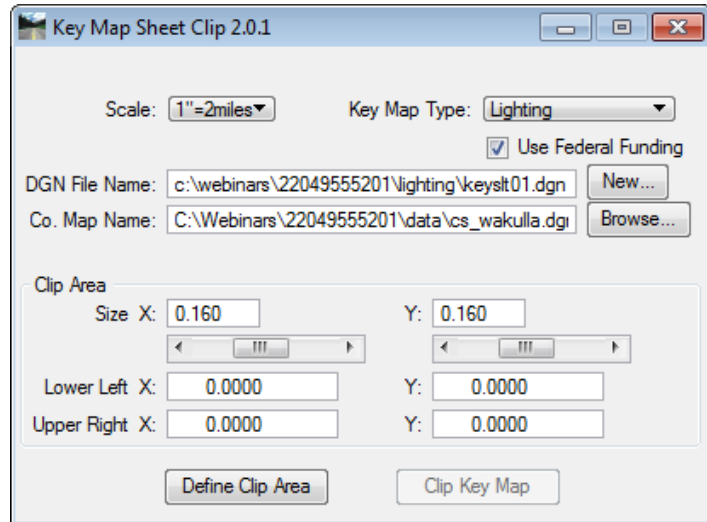 Key Map Sheet Clip 2.0.1
Scale: 1"=2miles Key Map Type: Lighting
Use Federal Funding
DGN File Name: c:\webinars\22049555201\lighting\keyslt01.dgn New...
Co. Map Name: C:\Webinars\22049555201\data\cs_wakulla.dgn Browse...
Clip Area
Size X: 0.160 Y: 0.160
Lower Left X: 0.0000 Y: 0.0000
Upper Right X: 0.0000 Y: 0.0000
Define Clip Area Clip Key Map